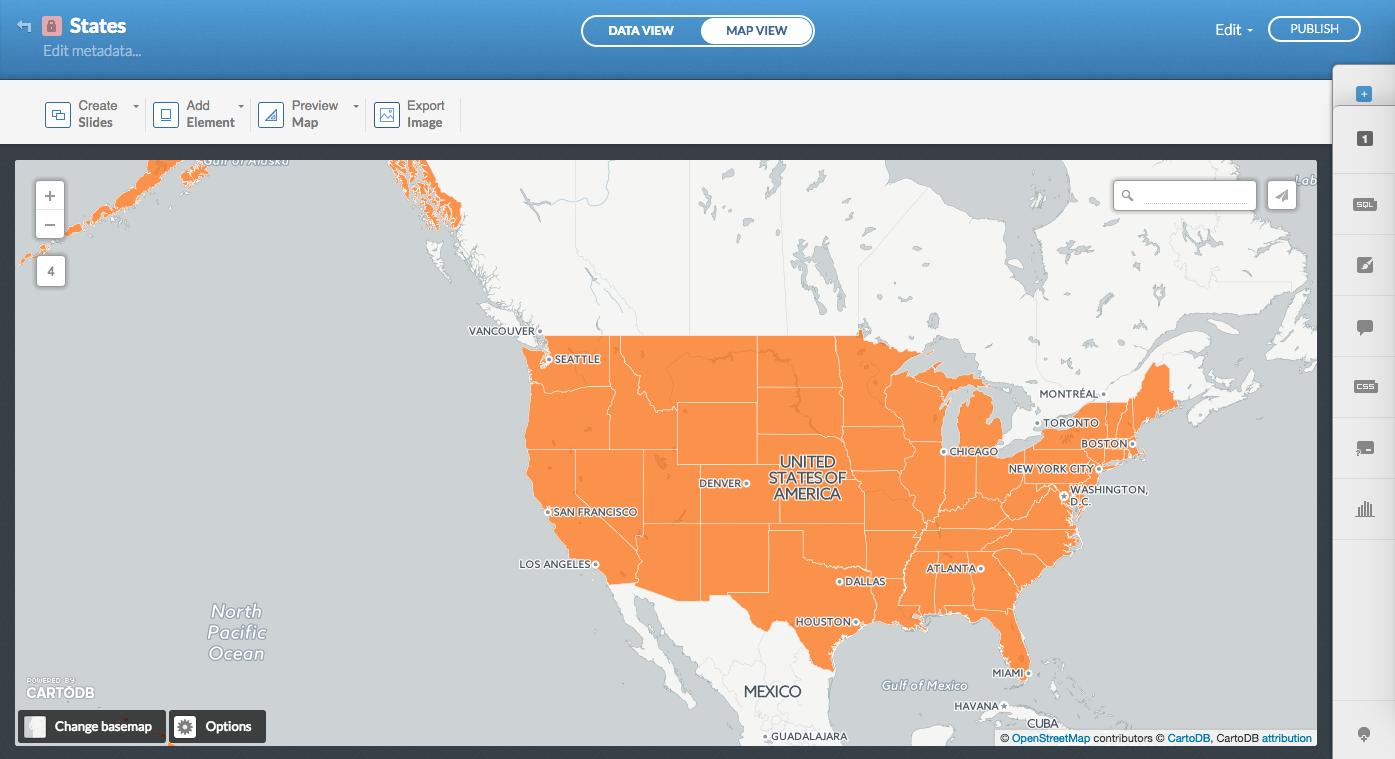 States
Edit metadata...
DATA VIEW
MAP VIEW
Edit
PUBLISH
Create
Slides
Add
Element
Preview
Map
Export
Image
+
1
SQL
CSS
Gulf of Alaska
+
−
4
Lab
VANCOUVER
SEATTLE
MONTRÉAL
TORONTO
BOSTON
CHICAGO
NEW YORK CITY
UNITED
STATES OF
AMERICA
DENVER
WASHINGTON,
D.C.
SAN FRANCISCO
LOS ANGELES
ATLANTA
DALLAS
North
Pacific
Ocean
HOUSTON
MIAMI
POWERED BY
CARTODB
MEXICO
Gulf of Mexico
HAVANA
CUBA
Change basemap
Options
GUADALAJARA
© OpenStreetMap contributors © CartoDB, CartoDB attribution